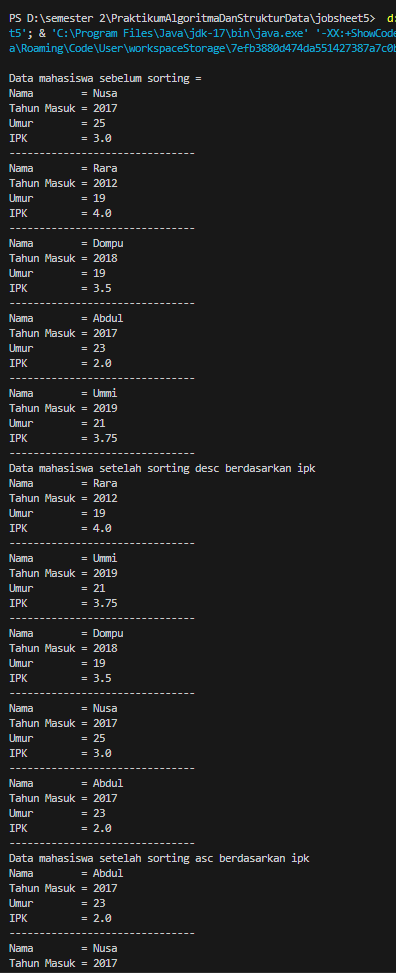 PS D:\semester 2\PraktikumAlgoritmaDanStrukturData\jobsheet5> d:
t5'; & 'C:\Program Files\Java\jdk-17\bin\java.exe' '-XX:+ShowCode
a\Roaming\Code\User\workspaceStorage\7efb3880d474da551427387a7c0b
Data mahasiswa sebelum sorting =
Nama = Nusa
Tahun Masuk = 2017
Umur = 25
IPK = 3.0
-------------------------------
Nama = Rara
Tahun Masuk = 2012
Umur = 19
IPK = 4.0
-------------------------------
Nama = Dompu
Tahun Masuk = 2018
Umur = 19
IPK = 3.5
-------------------------------
Nama = Abdul
Tahun Masuk = 2017
Umur = 23
IPK = 2.0
-------------------------------
Nama = Ummi
Tahun Masuk = 2019
Umur = 21
IPK = 3.75
-------------------------------
Data mahasiswa setelah sorting desc berdasarkan ipk
Nama = Rara
Tahun Masuk = 2012
Umur = 19
IPK = 4.0
-------------------------------
Nama = Ummi
Tahun Masuk = 2019
Umur = 21
IPK = 3.75
-------------------------------
Nama = Dompu
Tahun Masuk = 2018
Umur = 19
IPK = 3.5
-------------------------------
Nama = Nusa
Tahun Masuk = 2017
Umur = 25
IPK = 3.0
-------------------------------
Nama = Abdul
Tahun Masuk = 2017
Umur = 23
IPK = 2.0
-------------------------------
Data mahasiswa setelah sorting asc berdasarkan ipk
Nama = Abdul
Tahun Masuk = 2017
Umur = 23
IPK = 2.0
-------------------------------
Nama = Nusa
Tahun Masuk = 2017